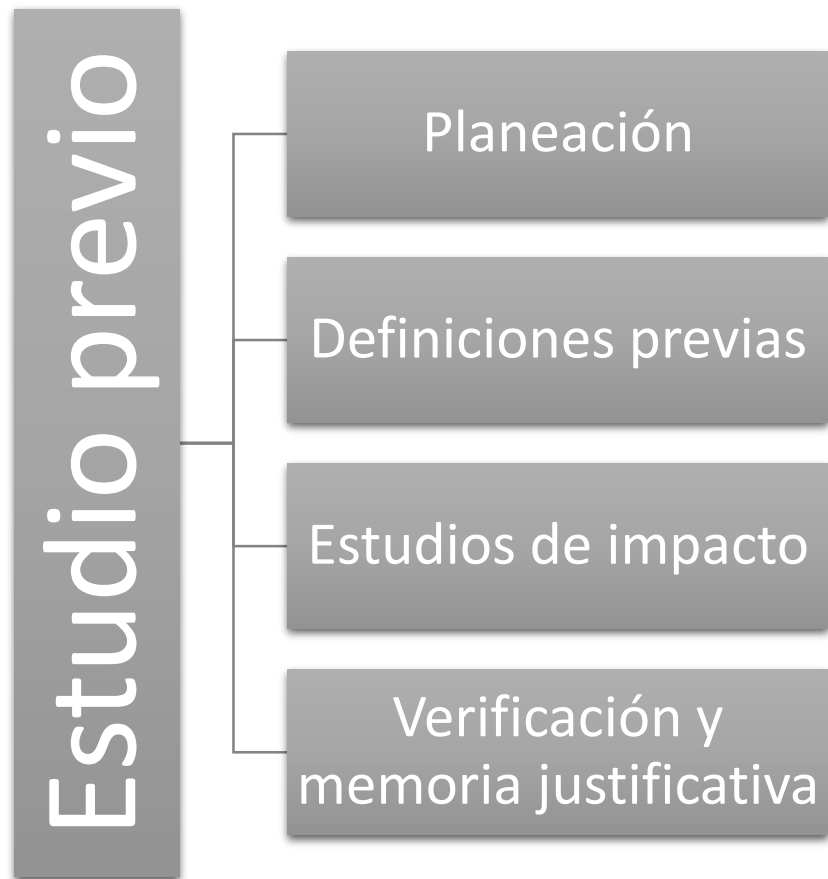 Estudio previo
Planeación
Definiciones previas
Estudios de impacto
Verificación y
memoria justificativa